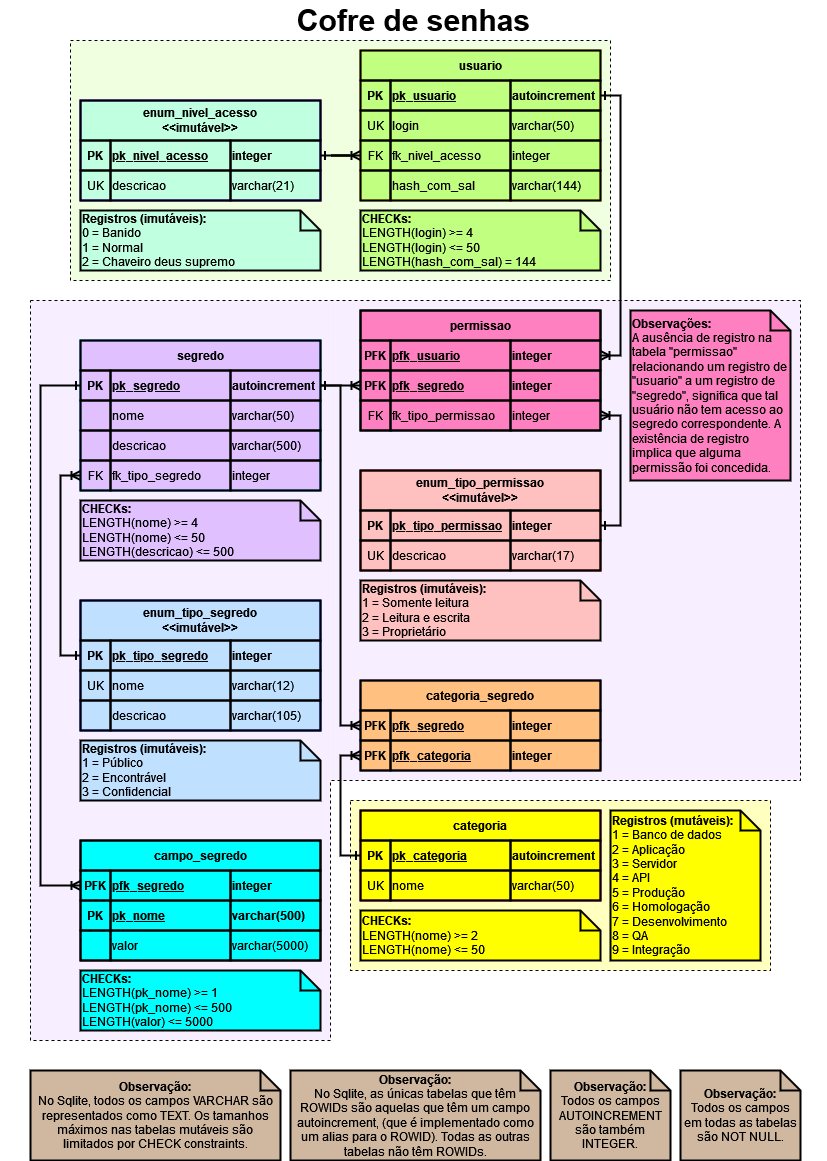 Cofre de senhas
usuario
PK pk_usuario autoincrement
UK login varchar(50)
FK fk_nivel_acesso integer
hash_com_sal varchar(144)
enum_nivel_acesso
<<imutável>>
PK pk_nivel_acesso integer
UK descricao varchar(21)
Registros (imutáveis):
0 = Banido
1 = Normal
2 = Chaveiro deus supremo
CHECKs:
LENGTH(login) >= 4
LENGTH(login) <= 50
LENGTH(hash_com_sal) = 144
segredo
PK pk_segredo autoincrement
nome varchar(50)
descricao varchar(500)
FK fk_tipo_segredo integer
CHECKs:
LENGTH(nome) >= 4
LENGTH(nome) <= 50
LENGTH(descricao) <= 500
permissao
PFK pfk_usuario integer
PFK pfk_segredo integer
FK fk_tipo_permissao integer
Observações:
A ausência de registro na
tabela "permissao"
relacionando um registro de
"usuario" a um registro de
"segredo", significa que tal
usuário não tem acesso ao
segredo correspondente. A
existência de registro
implica que alguma
permissão foi concedida.
enum_tipo_permissao
<<imutável>>
PK pk_tipo_permissao integer
UK descricao varchar(17)
Registros (imutáveis):
1 = Somente leitura
2 = Leitura e escrita
3 = Proprietário
enum_tipo_segredo
<<imutável>>
PK pk_tipo_segredo integer
UK nome varchar(12)
descricao varchar(105)
Registros (imutáveis):
1 = Público
2 = Encontrável
3 = Confidencial
categoria_segredo
PFK pfk_segredo integer
PFK pfk_categoria integer
campo_segredo
PFK pfk_segredo integer
PK pk_nome varchar(500)
valor varchar(5000)
CHECKs:
LENGTH(pk_nome) >= 1
LENGTH(pk_nome) <= 500
LENGTH(valor) <= 5000
categoria
PK pk_categoria autoincrement
UK nome varchar(50)
CHECKs:
LENGTH(nome) >= 2
LENGTH(nome) <= 50
Registros (mutáveis):
1 = Banco de dados
2 = Aplicação
3 = Servidor
4 = API
5 = Produção
6 = Homologação
7 = Desenvolvimento
8 = QA
9 = Integração
Observação:
No Sqlite, todos os campos VARCHAR são
representados como TEXT. Os tamanhos
máximos nas tabelas mutáveis são
limitados por CHECK constraints.
Observação:
No Sqlite, as únicas tabelas que têm
ROWIDs são aquelas que têm um campo
autoincrement, (que é implementado como
um alias para o ROWID). Todas as outras
tabelas não têm ROWIDs.
Observação:
Todos os campos
AUTOINCREMENT
são também
INTEGER.
Observação:
Todos os campos
em todas as tabelas
são NOT NULL.